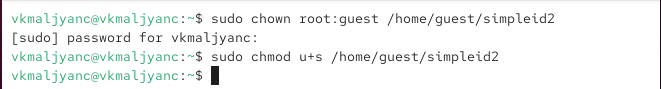 vkmaljyanc@vkmaljyanc:~$ sudo chown root:guest /home/guest/simpleid2
[sudo] password for vkmaljyanc:
vkmaljyanc@vkmaljyanc:~$ sudo chmod u+s /home/guest/simpleid2
vkmaljyanc@vkmaljyanc:~$